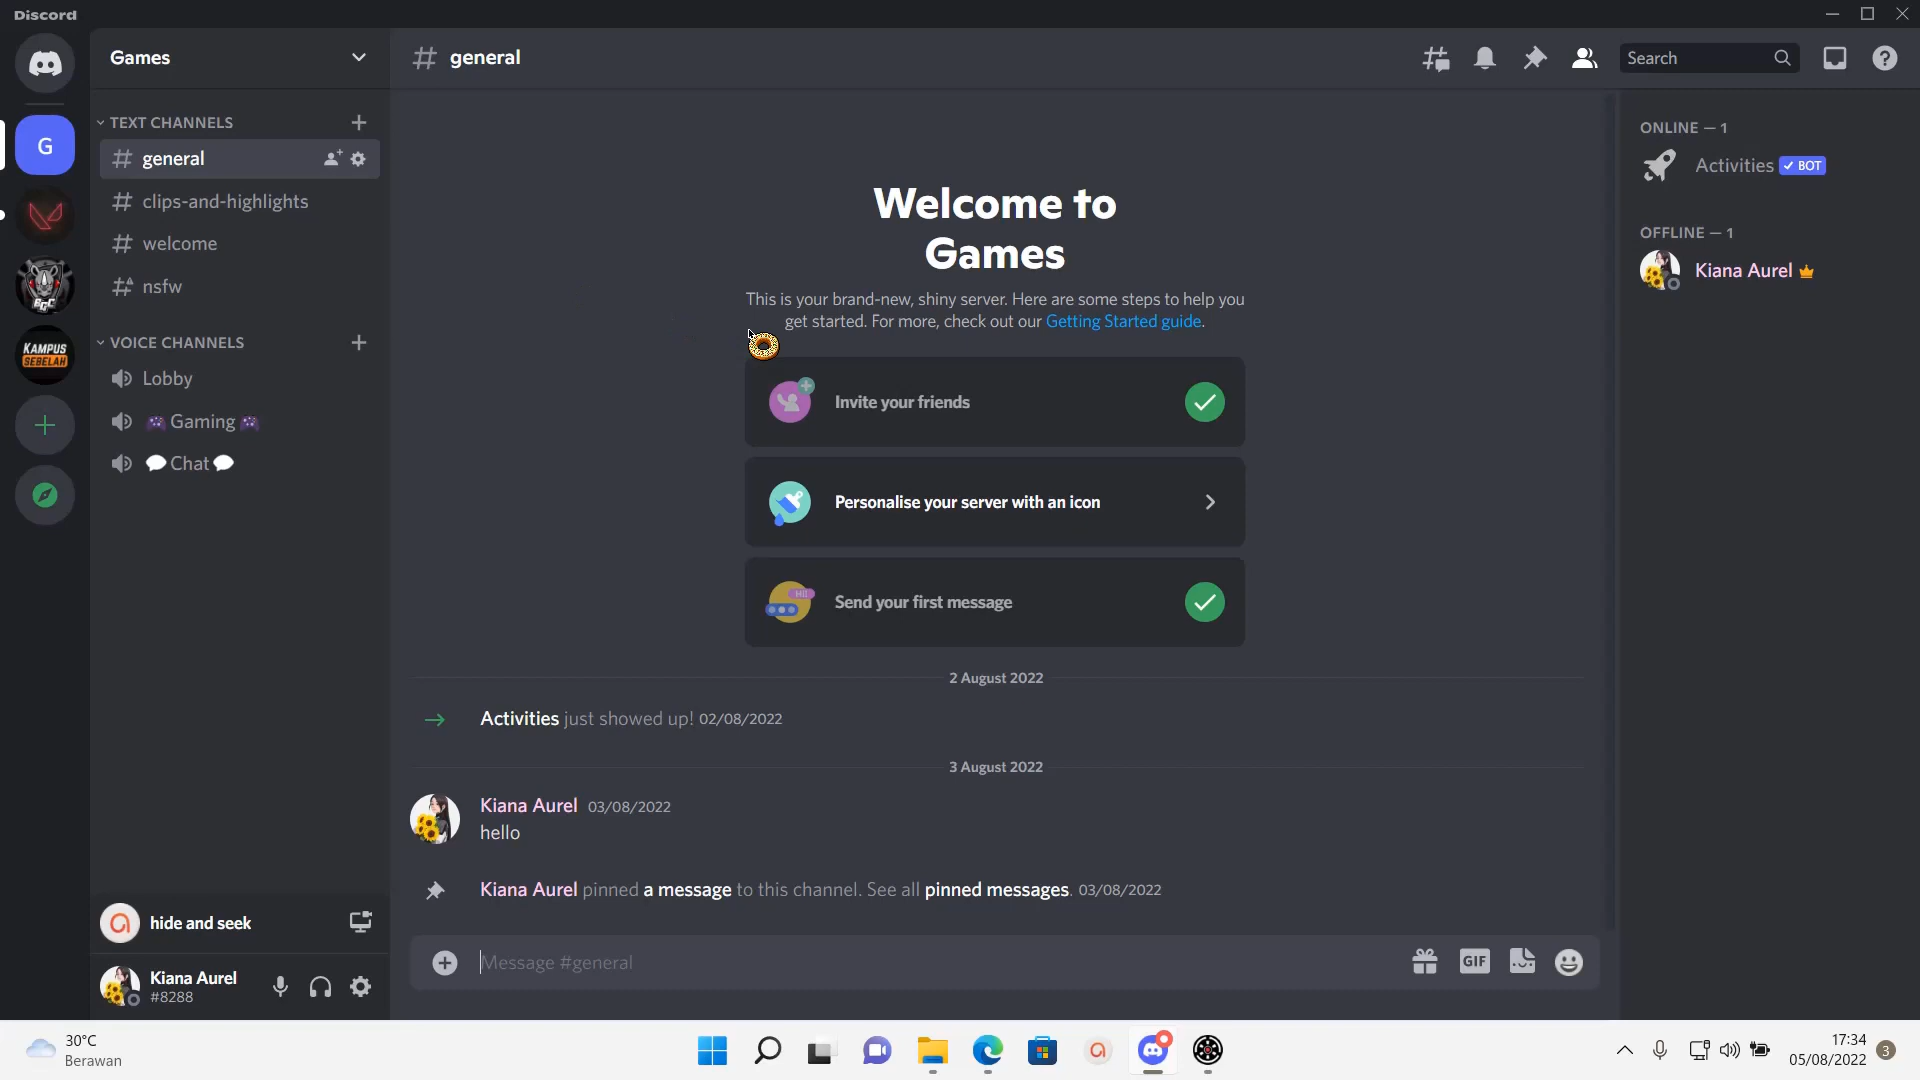 Discord
Games
general
Search
TEXT CHANNELS
general
clips-and-highlights
welcome
nsfw
VOICE CHANNELS
Lobby
Gaming
Chat
G
EGC
KAMPUS
SEBELAH
Welcome to
Games
This is your brand-new, shiny server. Here are some steps to help you
get started. For more, check out our Getting Started guide.
Invite your friends
Personalise your server with an icon
Send your first message
2 August 2022
Activities just showed up! 02/08/2022
3 August 2022
Kiana Aurel 03/08/2022
hello
Kiana Aurel pinned a message to this channel. See all pinned messages. 03/08/2022
Message #general
GIF
ONLINE — 1
Activities BOT
OFFLINE — 1
Kiana Aurel
hide and seek
Kiana Aurel
#8288
30°C
Berawan
17:34
05/08/2022
3